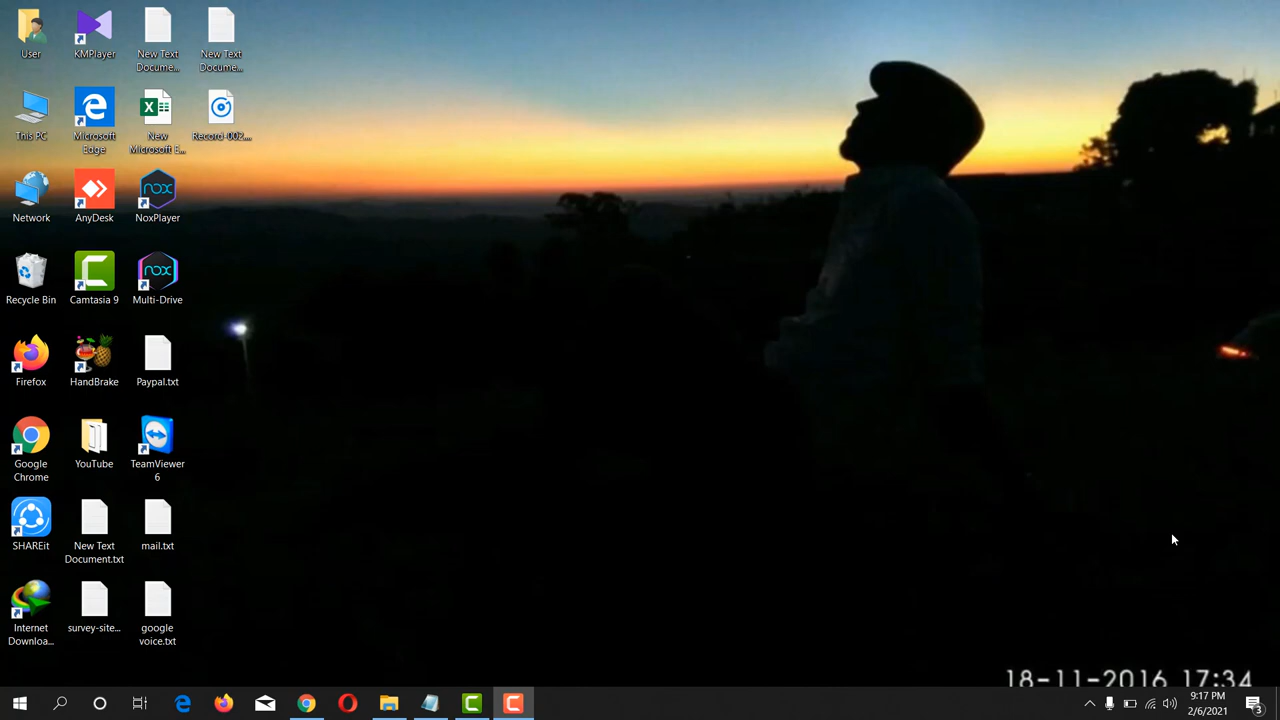 User
KMPlayer
New Text
Docume...
New Text
Docume...
This PC
Microsoft
Edge
New
Microsoft E...
Record-002...
Network
AnyDesk
nox
NoxPlayer
Recycle Bin
Camtasia 9
nox
Multi-Drive
Firefox
HandBrake
Paypal.txt
Google
Chrome
YouTube
TeamViewer
6
SHAREit
New Text
Document.txt
mail.txt
Internet
Downloa...
survey-site...
google
voice.txt
18-11-2016 17:34
9:17 PM
2/6/2021
3